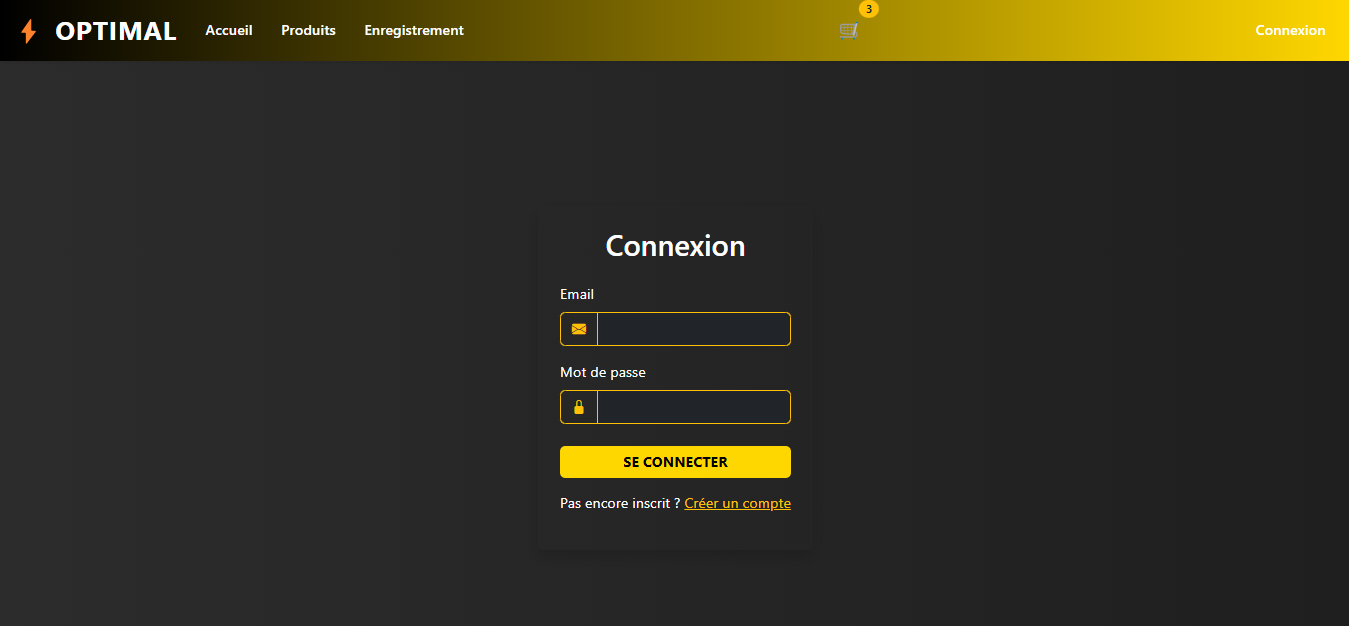 OPTIMAL Accueil Produits Enregistrement 3 Connexion
Connexion
Email
Mot de passe
SE CONNECTER
Pas encore inscrit ? Créer un compte